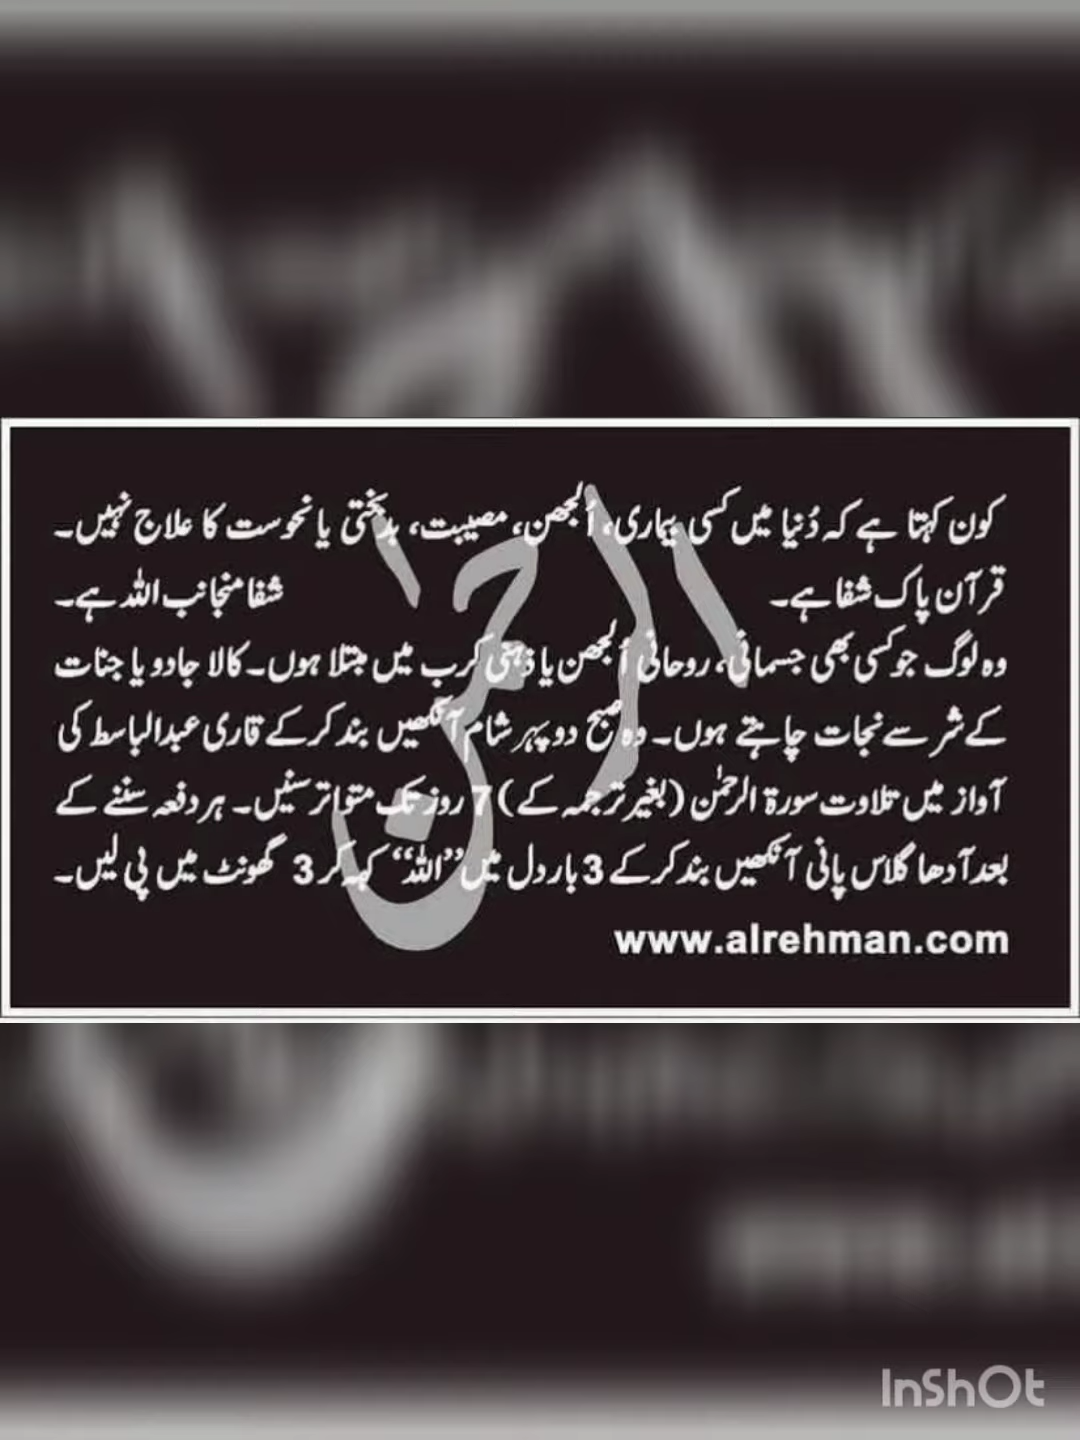 کون کہتا ہے کہ دُنیا میں کسی بیماری، اُلجھن، مصیبت، بدبختی یا نحوست کا علاج نہیں۔
قرآن پاک شفا ہے۔ شفا منجانب اللہ ہے۔
وہ لوگ جو کسی بھی جسمانی، روحانی اُلجھن یا ذہنی کرب میں مبتلا ہوں۔ کالا جادو یا جنات
کے شر سے نجات چاہتے ہوں۔ وہ صبح دوپہر شام آنکھیں بند کر کے قاری عبدالباسط کی
آواز میں تلاوت سورۃ الرحمٰن (بغیر ترجمہ کے) 7 روز تک متواتر سنیں۔ ہر دفعہ سننے کے
بعد آدھا گلاس پانی آنکھیں بند کر کے 3 بار دل میں ”اللہ“ کہہ کر 3 گھونٹ میں پی لیں۔
www.alrehman.com
الرحمٰن
InShOt